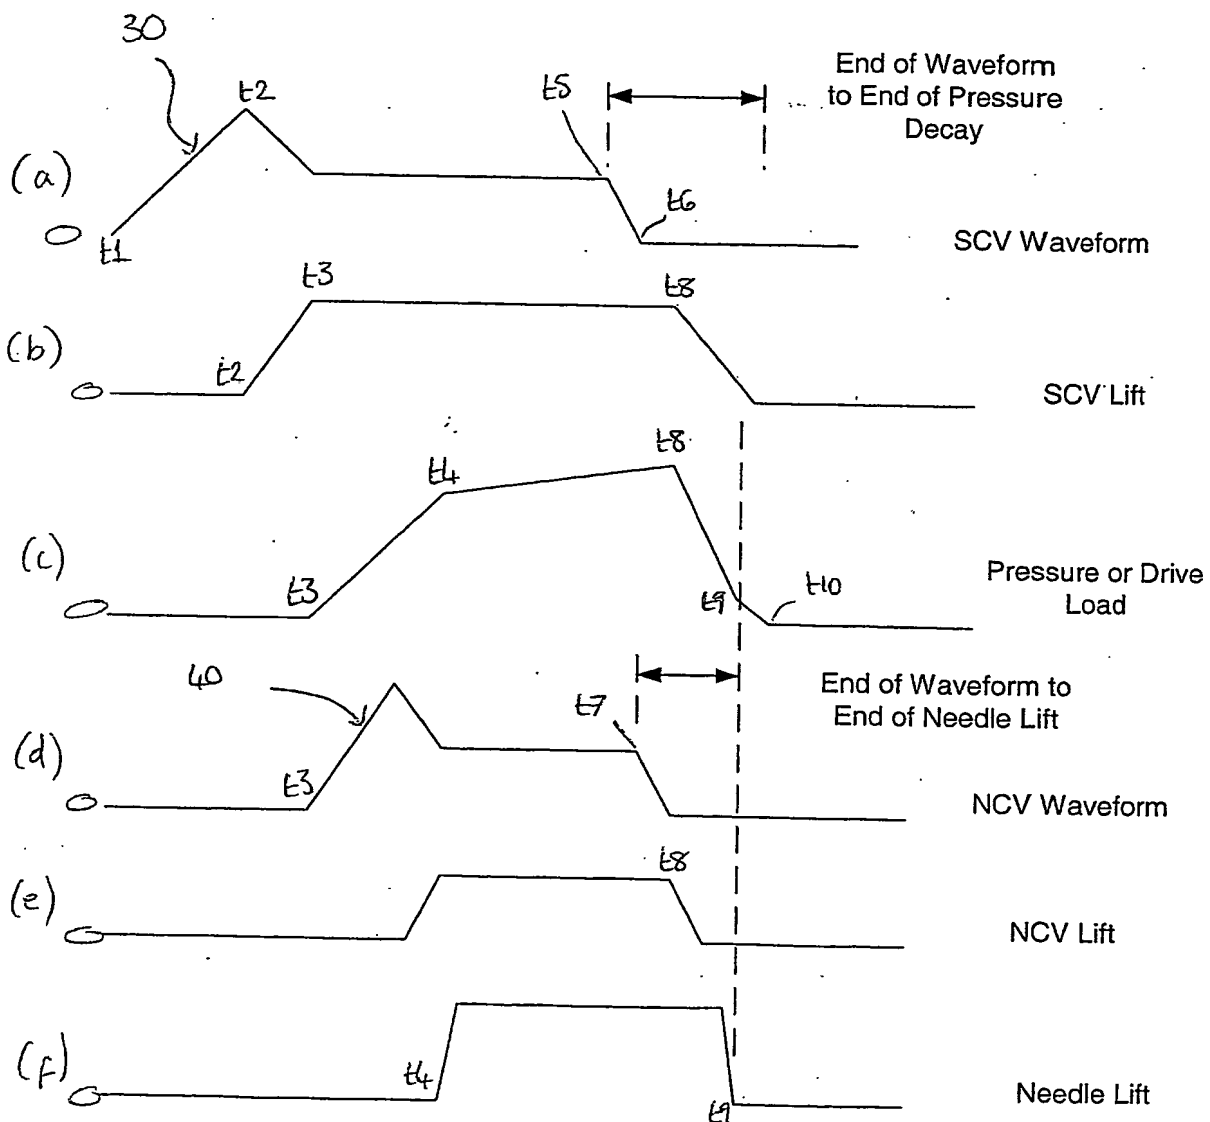 30
t2
t5
End of Waveform
to End of Pressure
Decay
(a)
0
t1
t6
SCV Waveform
t3
t8
(b)
0
t2
SCV Lift
t4
t8
(c)
0
t3
t9
t10
Pressure or Drive
Load
40
t7
End of Waveform to
End of Needle Lift
(d)
0
t3
NCV Waveform
t8
(e)
0
NCV Lift
(f)
0
t4
t9
Needle Lift